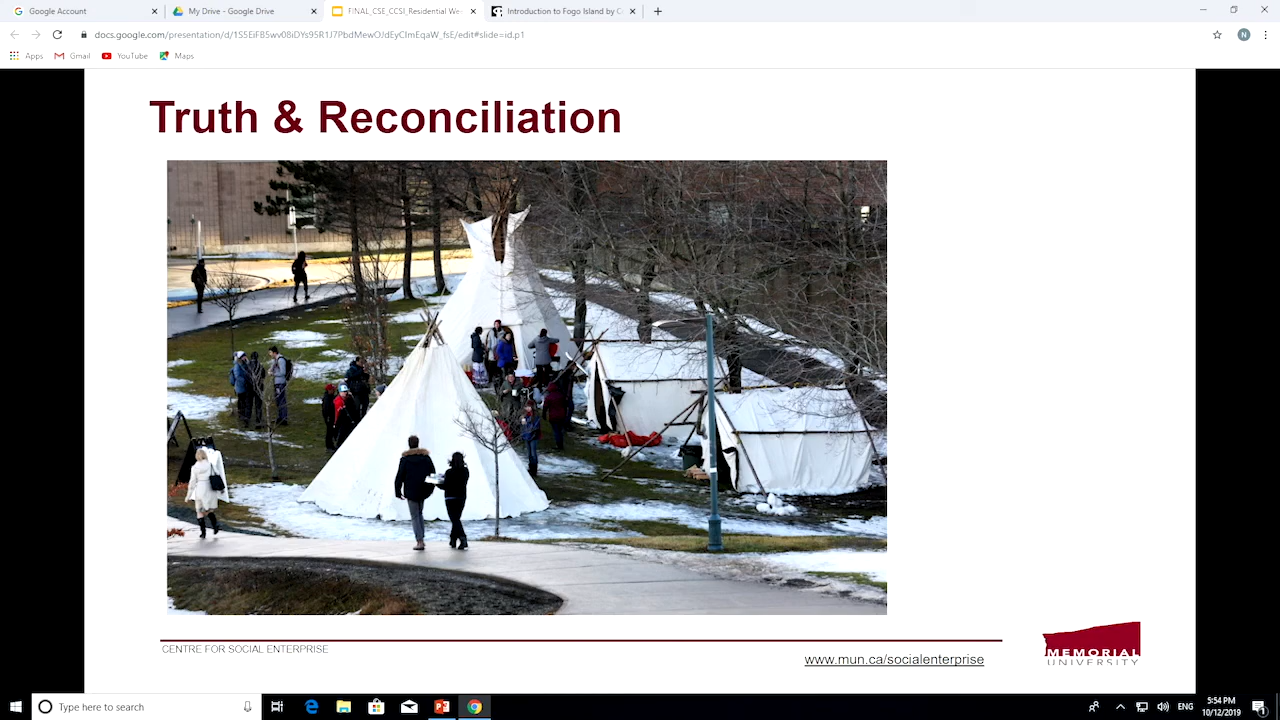 Google Account
My Drive - Google Drive
FINAL_CSE_CCSI_Residential We
Introduction to Fogo Island by C
docs.google.com/presentation/d/1S5EiFB5wv08iDYs95R1J7PbdMewOJdEyClmEqaW_fsE/edit#slide=id.p1
N
Apps
Gmail
YouTube
Maps
Truth & Reconciliation
CENTRE FOR SOCIAL ENTERPRISE
www.mun.ca/socialenterprise
MEMORIAL
UNIVERSITY
Type here to search
ENG
5:54 PM
10/12/2019
1